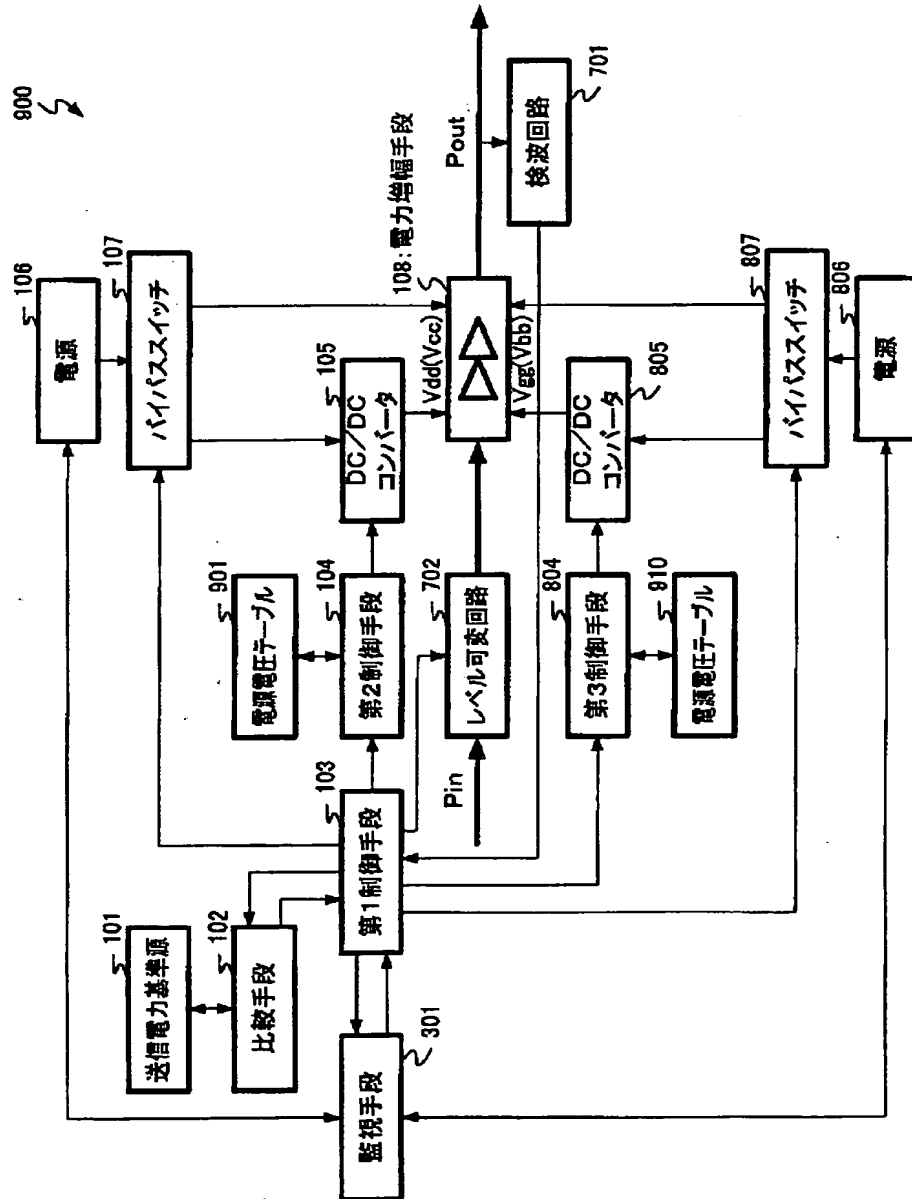 900
106
電源
107
バイパススイッチ
108:電力増幅手段
Pout
701
検波回路
Vdd(Vcc)
Vgg(Vbb)
105
DC/DC
コンバータ
805
DC/DC
コンバータ
807
バイパススイッチ
806
電源
901
電源電圧テーブル
104
第2制御手段
702
レベル可変回路
804
第3制御手段
910
電源電圧テーブル
Pin
103
第1制御手段
101
送信電力基準源
102
比較手段
301
監視手段